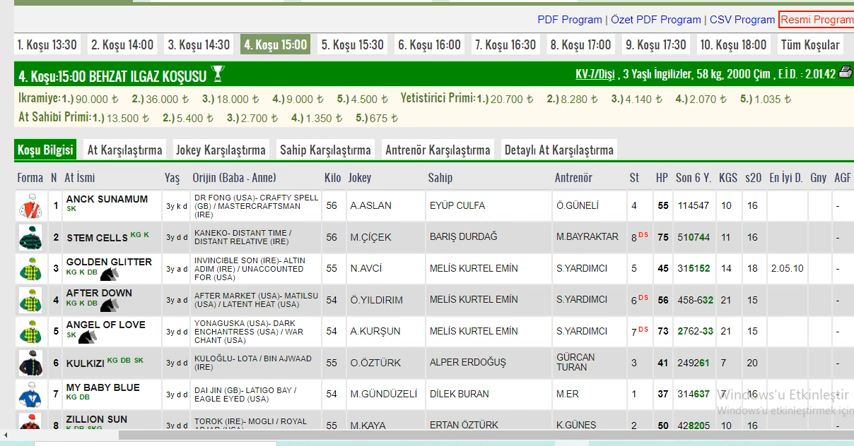 PDF Program | Özet PDF Program | CSV Program Resmi Program
1. Koşu 13:30 2. Koşu 14:00 3. Koşu 14:30 4. Koşu 15:00 5. Koşu 15:30 6. Koşu 16:00 7. Koşu 16:30 8. Koşu 17:00 9. Koşu 17:30 10. Koşu 18:00 Tüm Koşular
4. Koşu:15:00 BEHZAT ILGAZ KOŞUSU KV-7/Dişi , 3 Yaşlı İngilizler, 58 kg, 2000 Çim , E.İ.D. : 2.01.42
Ikramiye:1.) 90.000 ₺ 2.) 36.000 ₺ 3.) 18.000 ₺ 4.) 9.000 ₺ 5.) 4.500 ₺ Yetistirici Primi:1.) 20.700 ₺ 2.) 8.280 ₺ 3.) 4.140 ₺ 4.) 2.070 ₺ 5.) 1.035 ₺
At Sahibi Primi:1.) 13.500 ₺ 2.) 5.400 ₺ 3.) 2.700 ₺ 4.) 1.350 ₺ 5.) 675 ₺
Koşu Bilgisi At Karşılaştırma Jokey Karşılaştırma Sahip Karşılaştırma Antrenör Karşılaştırma Detaylı At Karşılaştırma
Forma N At İsmi Yaş Orijin (Baba - Anne) Kilo Jokey Sahip Antrenör St HP Son 6 Y. KGS s20 En İyi D. Gny AGF
1 ANCK SUNAMUM SK 3y k d DR FONG (USA)- CRAFTY SPELL (GB) / MASTERCRAFTSMAN (IRE) 56 A.ASLAN EYÜP CULFA Ö.GÜNELİ 4 55 114547 10 16 -
2 STEM CELLS KG K 3y d d KANEKO- DISTANT TIME / DISTANT RELATIVE (IRE) 56 M.ÇİÇEK BARIŞ DURDAĞ M.BAYRAKTAR 8 DS 75 510744 11 16 -
3 GOLDEN GLITTER KG K DB 3y a d INVINCIBLE SON (IRE)- ALTIN ADIM (IRE) / UNACCOUNTED FOR (USA) 55 N.AVCİ MELİS KURTEL EMİN S.YARDIMCI 5 45 315152 14 18 2.05.10 -
4 AFTER DOWN KG K DB 3y a d AFTER MARKET (USA)- MATILSU (USA) / LATENT HEAT (USA) 54 Ö.YILDIRIM MELİS KURTEL EMİN S.YARDIMCI 6 DS 56 458-632 21 15 -
5 ANGEL OF LOVE SK 3y d d YONAGUSKA (USA)- DARK ENCHANTRESS (USA) / WAR CHANT (USA) 54 A.KURŞUN MELİS KURTEL EMİN S.YARDIMCI 7 DS 73 2762-33 21 15 -
6 KULKIZI KG DB SK 3y d d KULOĞLU- LOTA / BIN AJWAAD (IRE) 55 O.ÖZTÜRK ALPER ERDOĞUŞ GÜRCAN TURAN 3 41 249261 7 20 -
7 MY BABY BLUE KG DB 3y d d DAI JIN (GB)- LATIGO BAY / EAGLE EYED (USA) 54 M.GÜNDÜZELİ DİLEK BURAN M.ER 1 37 314637 7 16 -
8 ZILLION SUN K DB SKG 3y d d TOROK (IRE)- MOGLI / ROYAL 55 M.KAYA ERTAN ÖZTÜRK K.GÜNEŞ 2 50 428205 9 16 -
Windows'u Etkinleştir
Windows'u etkinleştirmek için